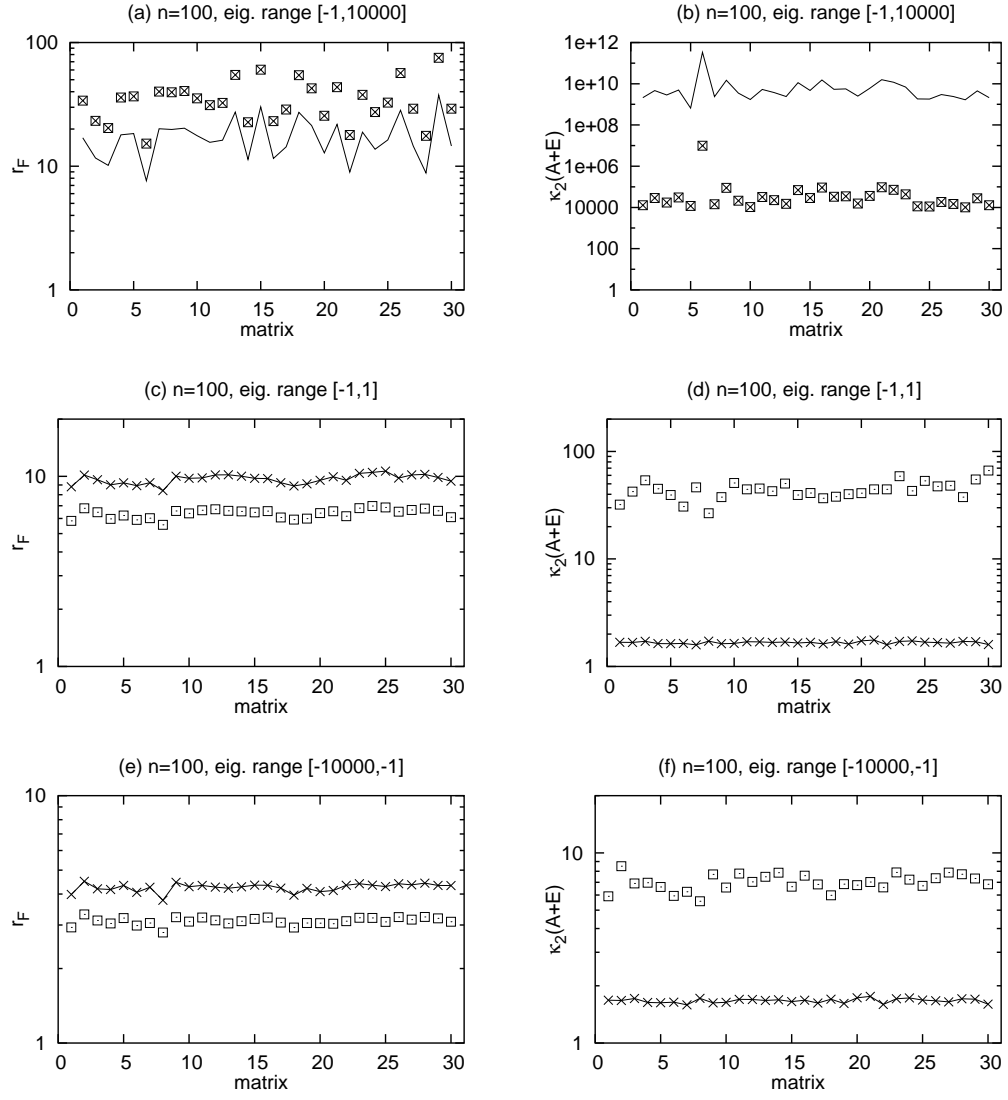 (a) n=100, eig. range [-1,10000]
100
10
1
r_F
0 5 10 15 20 25 30
matrix
(b) n=100, eig. range [-1,10000]
1e+12
1e+10
1e+08
1e+06
10000
100
1
κ_2(A+E)
0 5 10 15 20 25 30
matrix
(c) n=100, eig. range [-1,1]
10
1
r_F
0 5 10 15 20 25 30
matrix
(d) n=100, eig. range [-1,1]
100
10
1
κ_2(A+E)
0 5 10 15 20 25 30
matrix
(e) n=100, eig. range [-10000,-1]
10
1
r_F
0 5 10 15 20 25 30
matrix
(f) n=100, eig. range [-10000,-1]
10
1
κ_2(A+E)
0 5 10 15 20 25 30
matrix